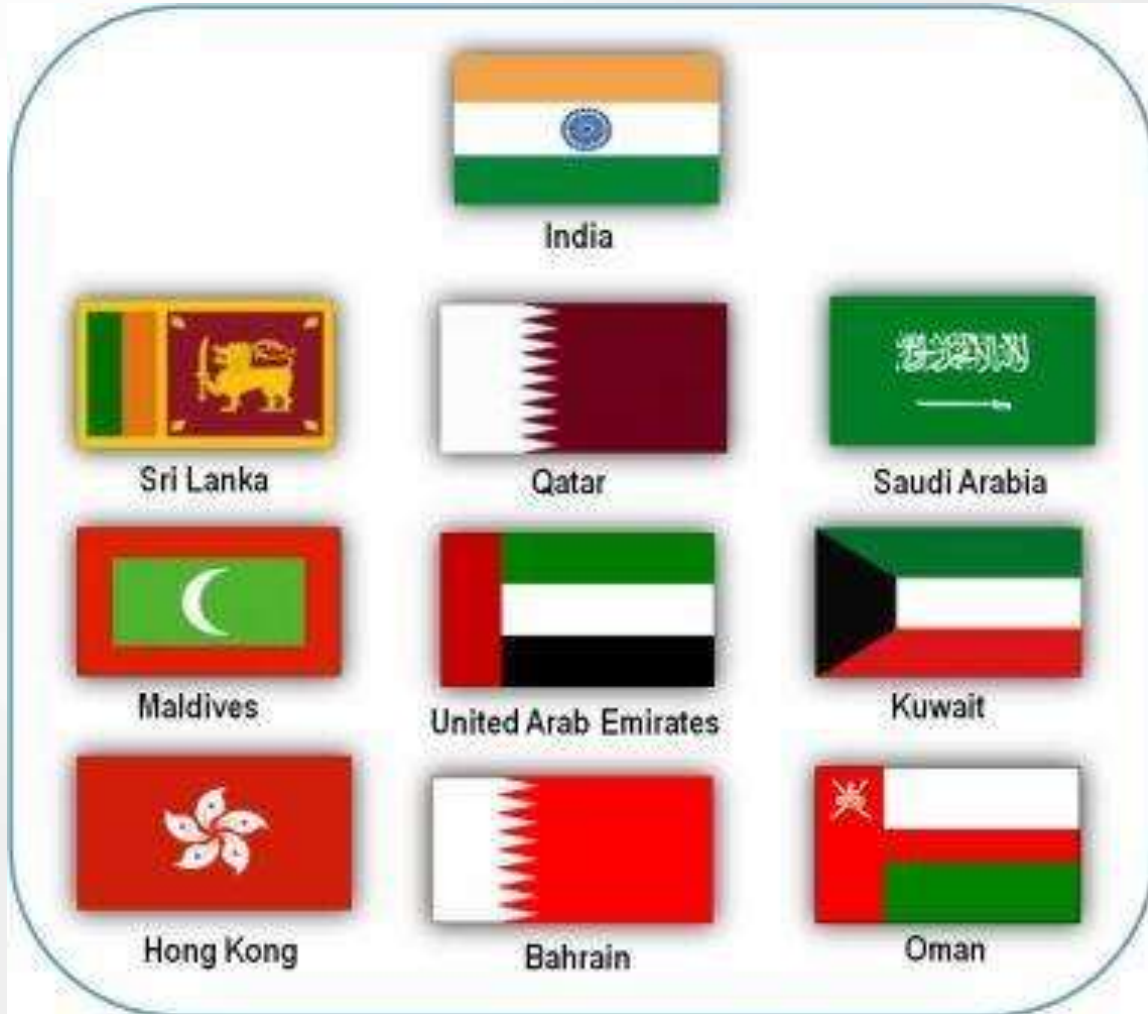 India
Sri Lanka
Qatar
Saudi Arabia
Maldives
United Arab Emirates
Kuwait
Hong Kong
Bahrain
Oman